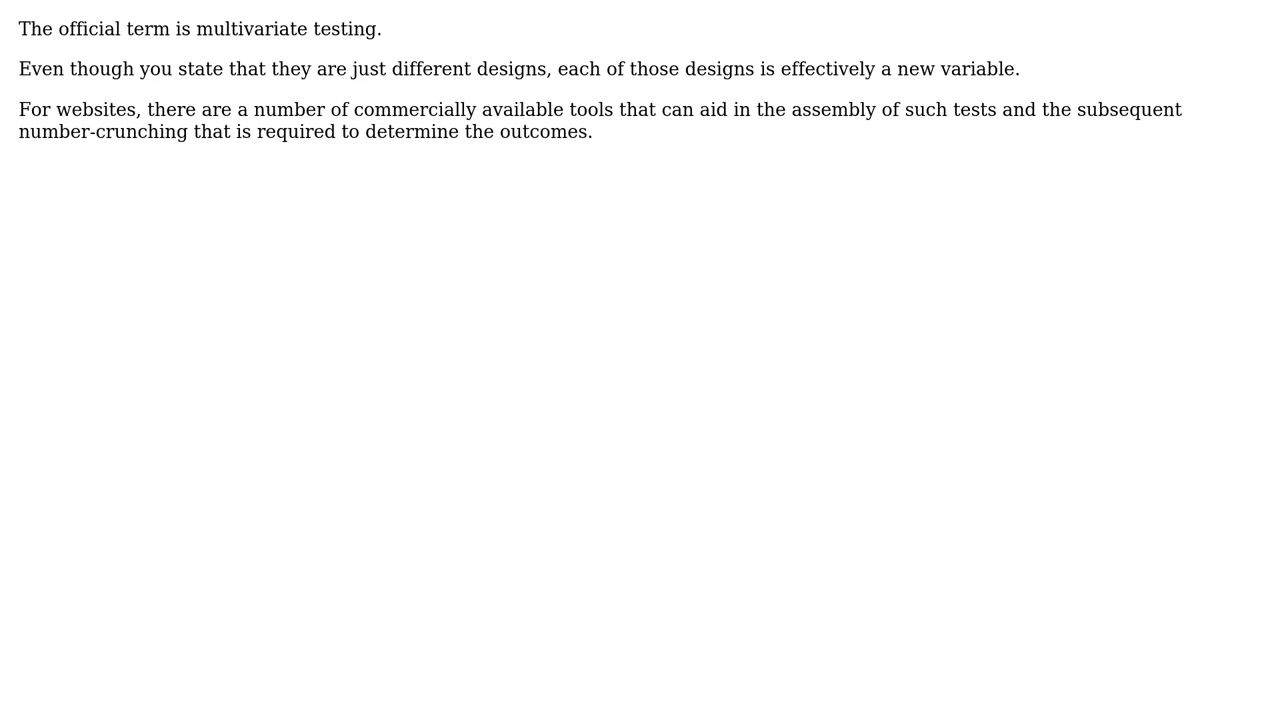 The official term is multivariate testing.
Even though you state that they are just different designs, each of those designs is effectively a new variable.
For websites, there are a number of commercially available tools that can aid in the assembly of such tests and the subsequent
number-crunching that is required to determine the outcomes.